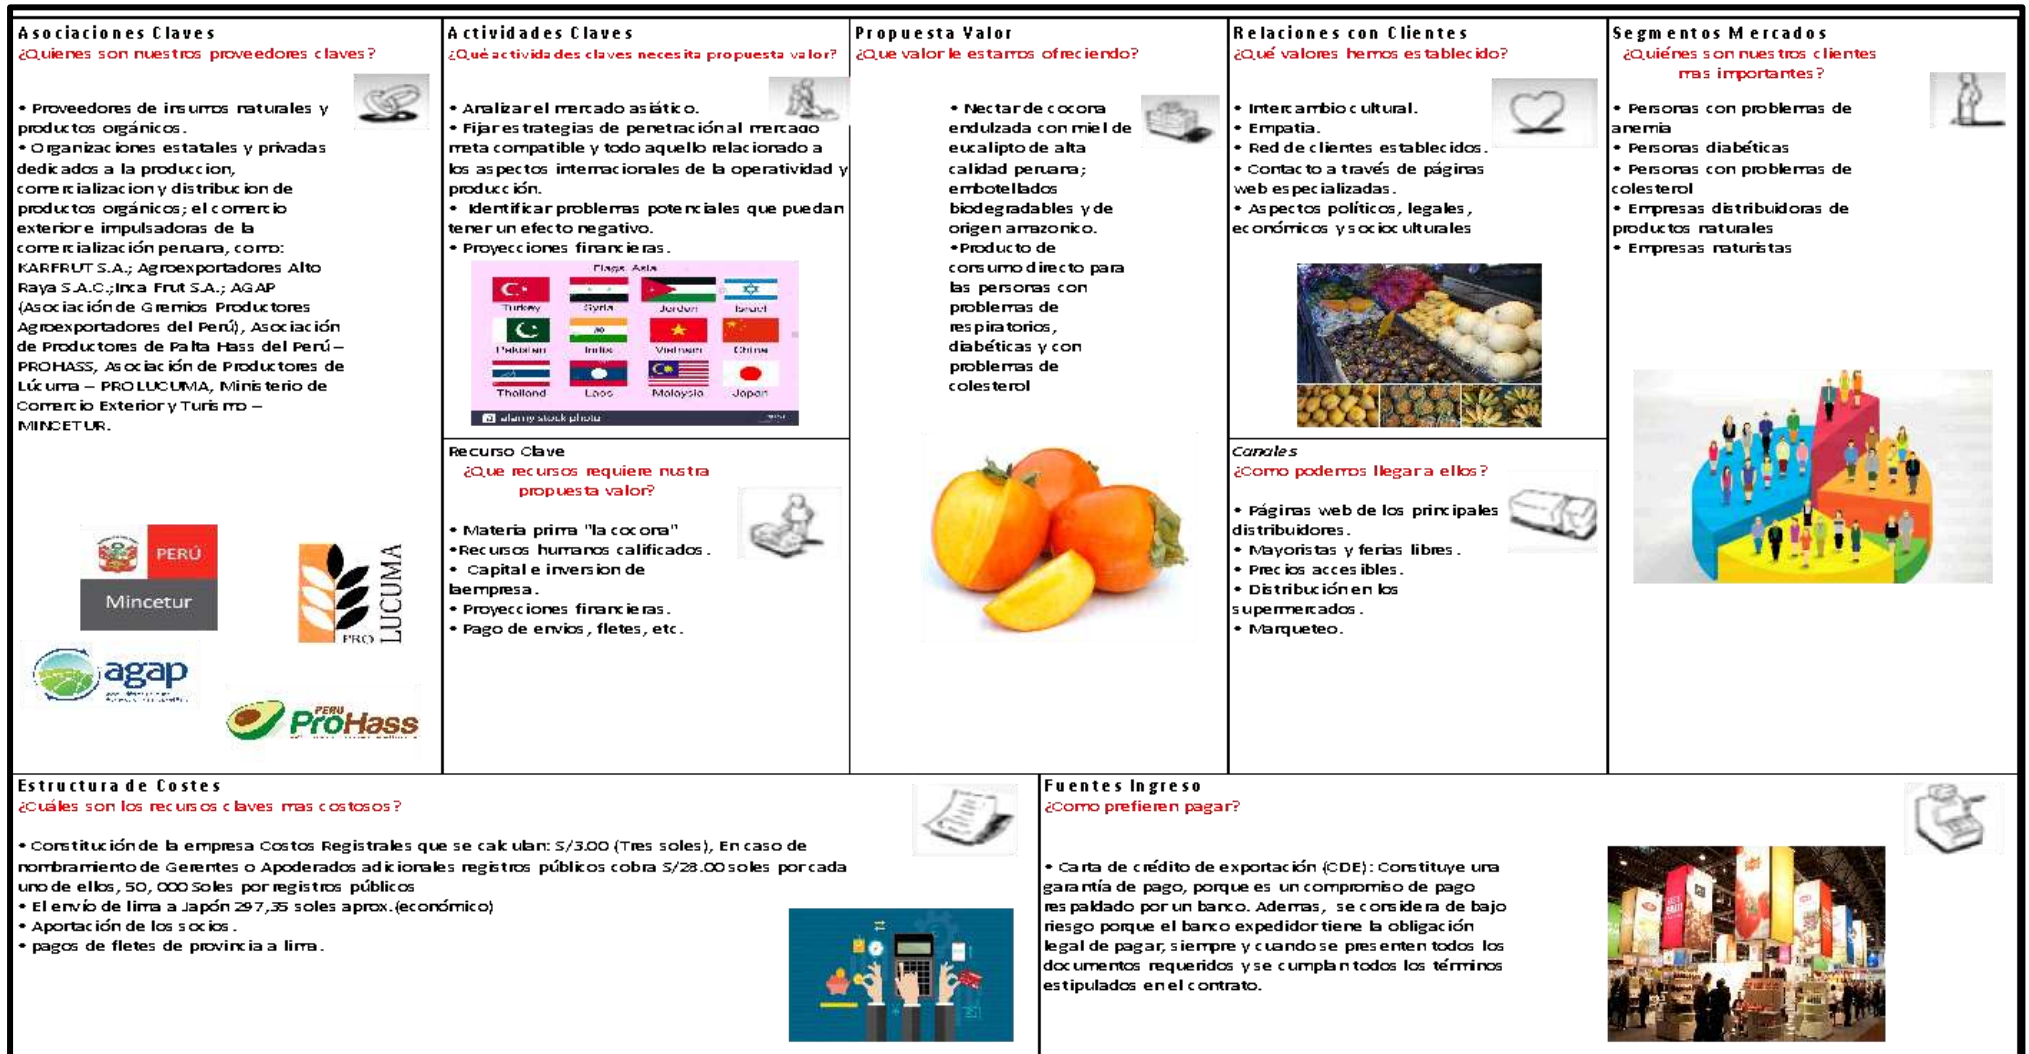 Asociaciones Claves
¿Quienes son nuestros proveedores claves?
• Proveedores de insumos naturales y
productos orgánicos.
• Organizaciones estatales y privadas
dedicados a la produccion,
comercializacion y distribucion de
productos orgánicos; el comercio
exterior e impulsadoras de la
comercialización peruana, como:
KARFRUT S.A.; Agroexportadores Alto
Raya S.A.C.;Inca Frut S.A.; AGAP
(Asociación de Gremios Productores
Agroexportadores del Perú), Asociación
de Productores de Palta Hass del Perú –
PROHASS, Asociación de Productores de
Lúcuma – PROLUCUMA, Ministerio de
Comercio Exterior y Turismo –
MINCETUR.
PERÚ
Mincetur
PRO
LUCUMA
agap
PERU
ProHass
Actividades Claves
¿Qué actividades claves necesita propuesta valor?
• Analizar el mercado asiático.
• Fijar estrategias de penetración al mercado
meta compatible y todo aquello relacionado a
los aspectos internacionales de la operatividad y
producción.
• Identificar problemas potenciales que puedan
tener un efecto negativo.
• Proyecciones financieras.
Flags Asia
Turkey Syria Jordan Israel
Pakistan India Vietnam China
Thailand Laos Malaysia Japan
a alamy stock photo
Recurso Clave
¿Que recursos requiere nustra
propuesta valor?
• Materia prima "la cocona"
•Recursos humanos calificados.
• Capital e inversion de
laempresa.
• Proyecciones financieras.
• Pago de envios, fletes, etc.
Propuesta Valor
¿Que valor le estamos ofreciendo?
• Nectar de cocona
endulzada con miel de
eucalipto de alta
calidad peruana;
embotellados
biodegradables y de
origen amazonico.
•Producto de
consumo directo para
las personas con
problemas de
respiratorios,
diabéticas y con
problemas de
colesterol
Relaciones con Clientes
¿Qué valores hemos establecido?
• Intercambio cultural.
• Empatia.
• Red de clientes establecidos.
• Contacto a través de páginas
web especializadas.
• Aspectos políticos, legales,
económicos y socioculturales
Canales
¿Como podemos llegar a ellos?
• Páginas web de los principales
distribuidores.
• Mayoristas y ferias libres.
• Precios accesibles.
• Distribución en los
supermercados.
• Marqueteo.
Segmentos Mercados
¿Quiénes son nuestros clientes
mas importantes?
• Personas con problemas de
anemia
• Personas diabéticas
• Personas con problemas de
colesterol
• Empresas distribuidoras de
productos naturales
• Empresas naturistas
Estructura de Costes
¿Cuáles son los recursos claves mas costosos?
• Constitución de la empresa Costos Registrales que se calculan: S/3.00 (Tres soles), En caso de
nombramiento de Gerentes o Apoderados adicionales registros públicos cobra S/28.00 soles por cada
uno de ellos, 50, 000 Soles por registros públicos
• El envío de lima a Japón 297,35 soles aprox.(económico)
• Aportación de los socios.
• pagos de fletes de provincia a lima.
Fuentes Ingreso
¿Como prefieren pagar?
• Carta de crédito de exportación (CDE): Constituye una
garantía de pago, porque es un compromiso de pago
respaldado por un banco. Ademas, se considera de bajo
riesgo porque el banco expedidor tiene la obligación
legal de pagar, siempre y cuando se presenten todos los
documentos requeridos y se cumplan todos los términos
estipulados en el contrato.